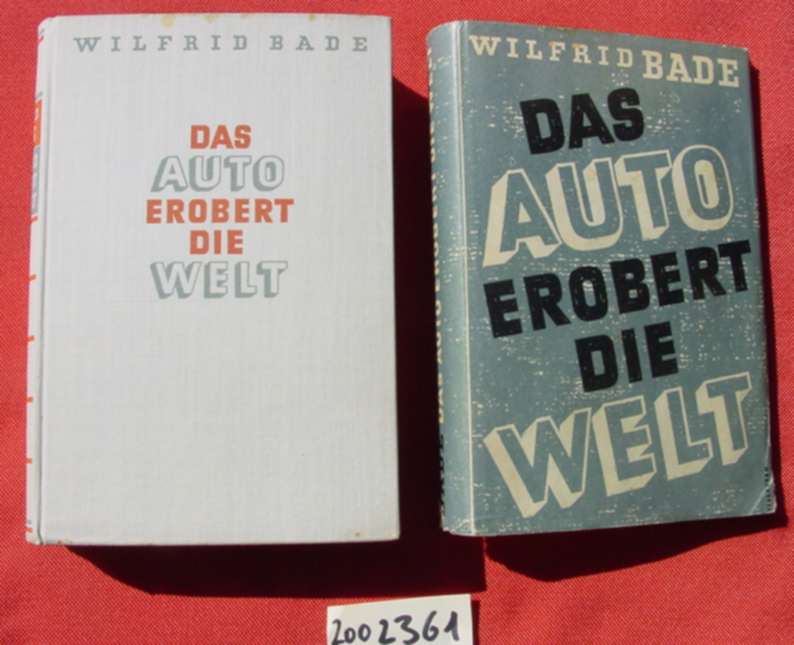 WILFRID BADE
DAS
AUTO
EROBERT
DIE
WELT
WILFRID BADE
DAS
AUTO
EROBERT
DIE
WELT
2002361